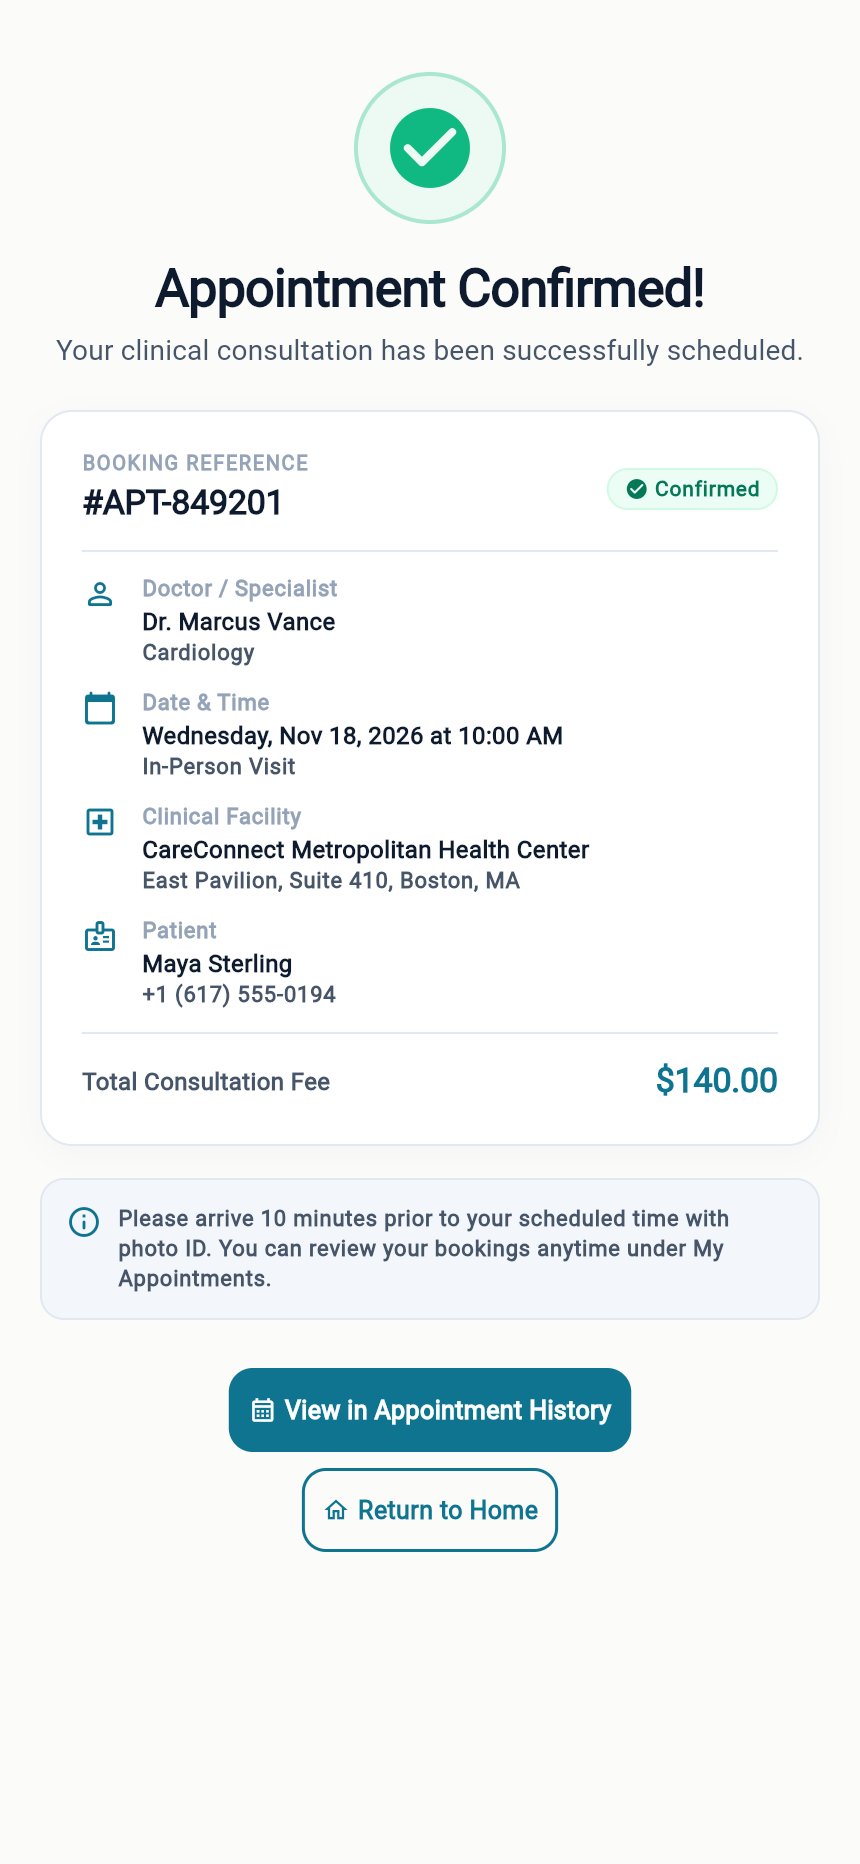 Appointment Confirmed!
Your clinical consultation has been successfully scheduled.
BOOKING REFERENCE
#APT-849201
Confirmed
Doctor / Specialist
Dr. Marcus Vance
Cardiology
Date & Time
Wednesday, Nov 18, 2026 at 10:00 AM
In-Person Visit
Clinical Facility
CareConnect Metropolitan Health Center
East Pavilion, Suite 410, Boston, MA
Patient
Maya Sterling
+1 (617) 555-0194
Total Consultation Fee
$140.00
Please arrive 10 minutes prior to your scheduled time with
photo ID. You can review your bookings anytime under My
Appointments.
View in Appointment History
Return to Home